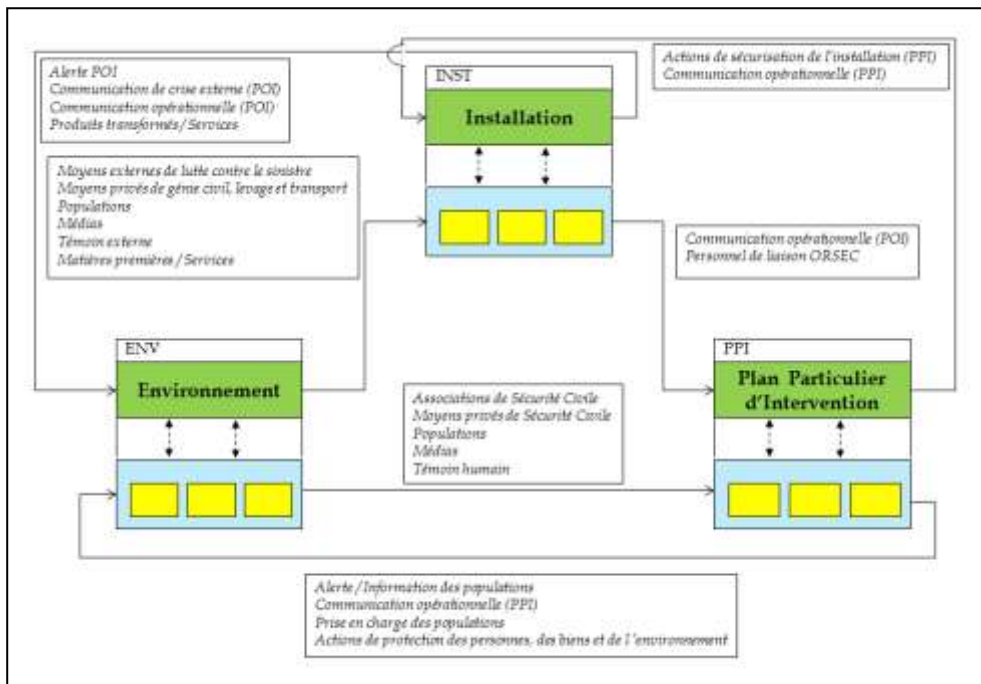 Alerte POI
Communication de crise externe (POI)
Communication opérationnelle (POI)
Produits transformés/Services
INST
Installation
Actions de sécurisation de l'installation (PPI)
Communication opérationnelle (PPI)
Moyens externes de lutte contre le sinistre
Moyens privés de génie civil, levage et transport
Populations
Médias
Témoin externe
Matières premières/Services
Communication opérationnelle (POI)
Personnel de liaison ORSEC
ENV
Environnement
PPI
Plan Particulier
d'Intervention
Associations de Sécurité Civile
Moyens privés de Sécurité Civile
Populations
Médias
Témoin humain
Alerte/Information des populations
Communication opérationnelle (PPI)
Prise en charge des populations
Actions de protection des personnes, des biens et de l'environnement